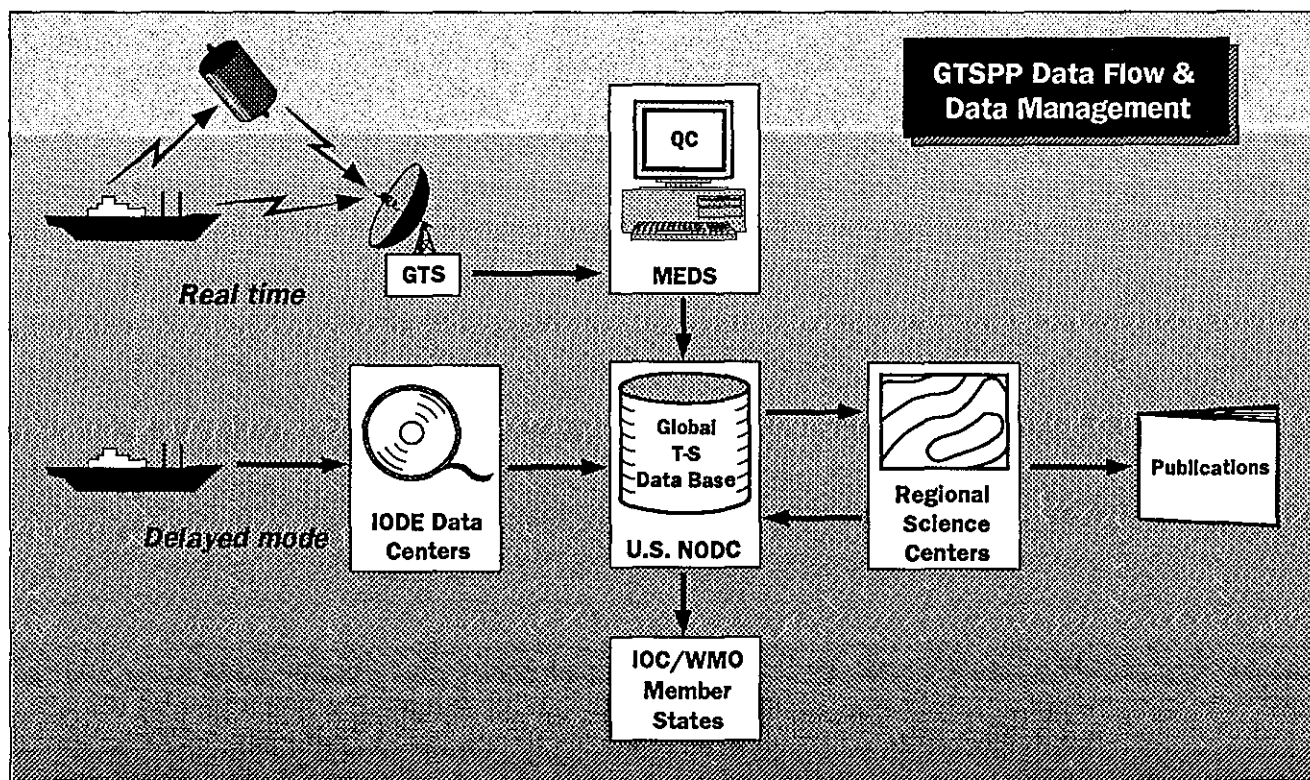 GTSPP Data Flow &
Data Management
QC
MEDS
GTS
Real time
Global
T-S
Data Base
U.S. NODC
IODE Data
Centers
Delayed mode
Regional
Science
Centers
Publications
IOC/WMO
Member
States